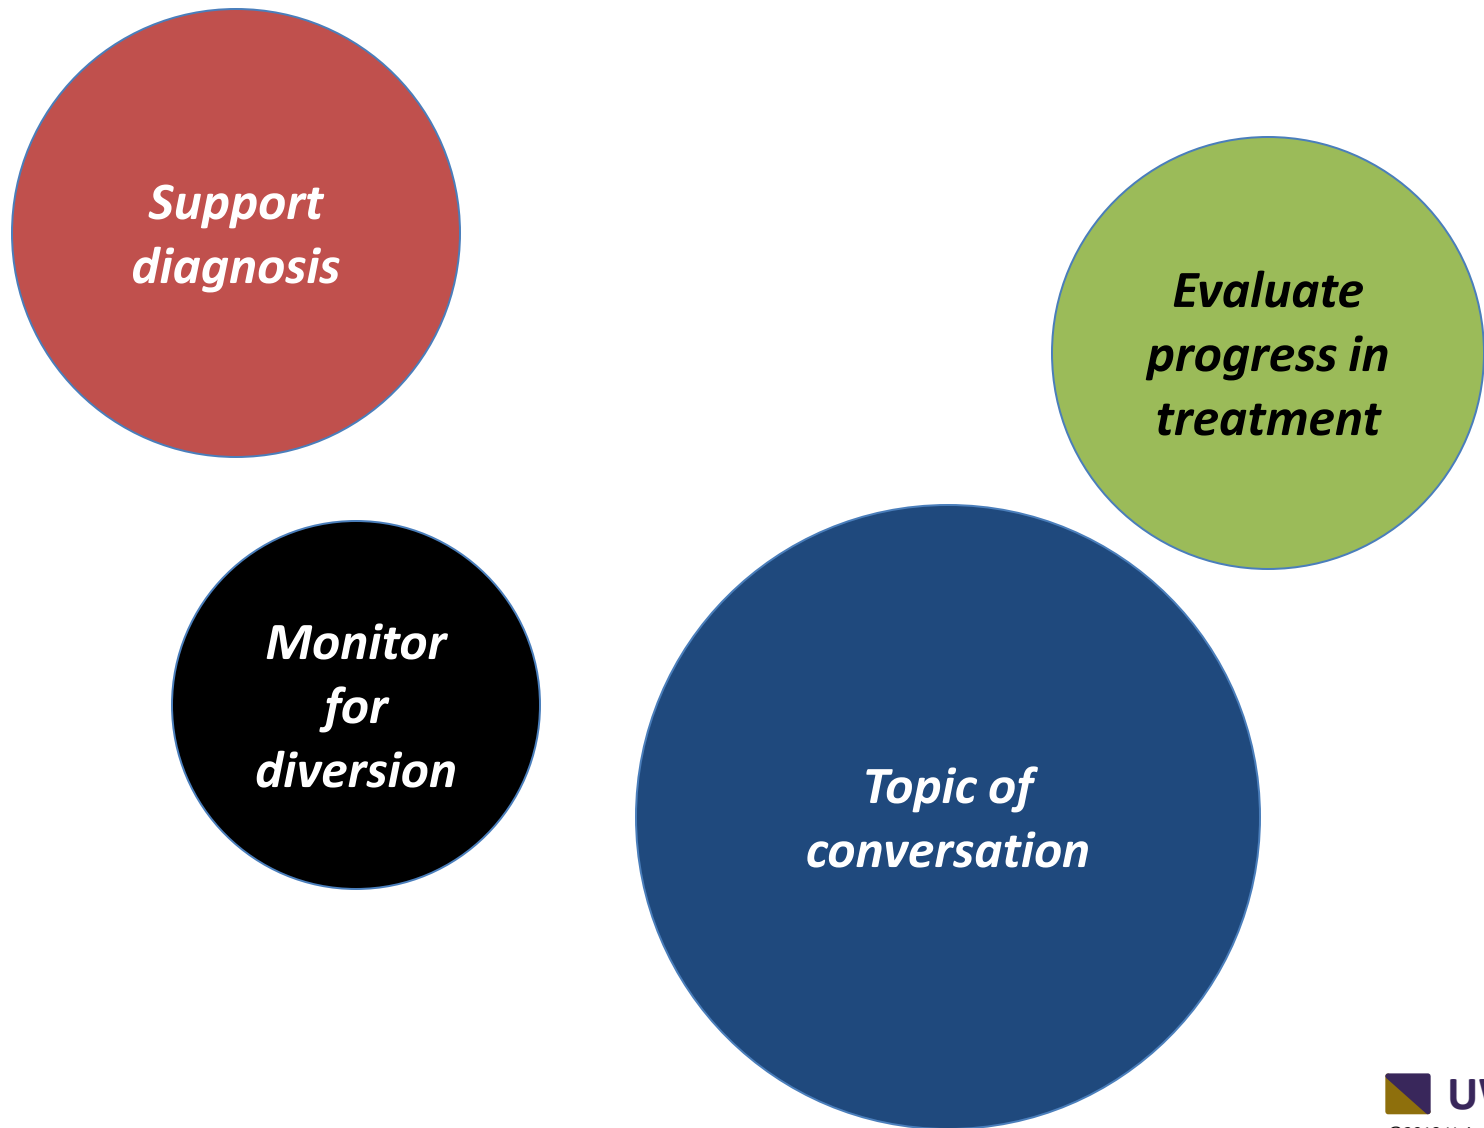 Support
diagnosis
Evaluate
progress in
treatment
Monitor
for
diversion
Topic of
conversation